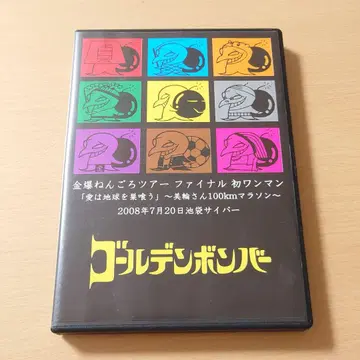 金爆ねんごろツアー ファイナル 初ワンマン
「愛は地球を巣喰う」~美輪さん100kmマラソン~
2008年7月20日池袋サイバー
ゴールデンボンバー